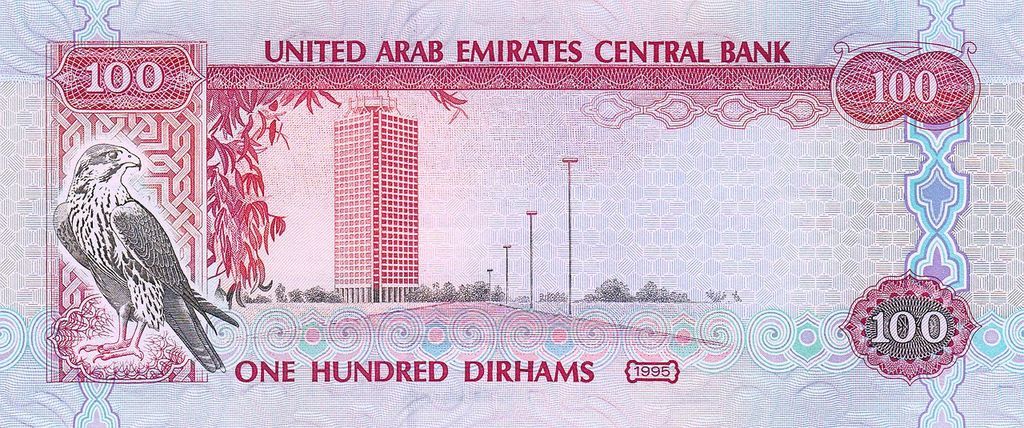 UNITED ARAB EMIRATES CENTRAL BANK
100
100
100
ONE HUNDRED DIRHAMS
1995